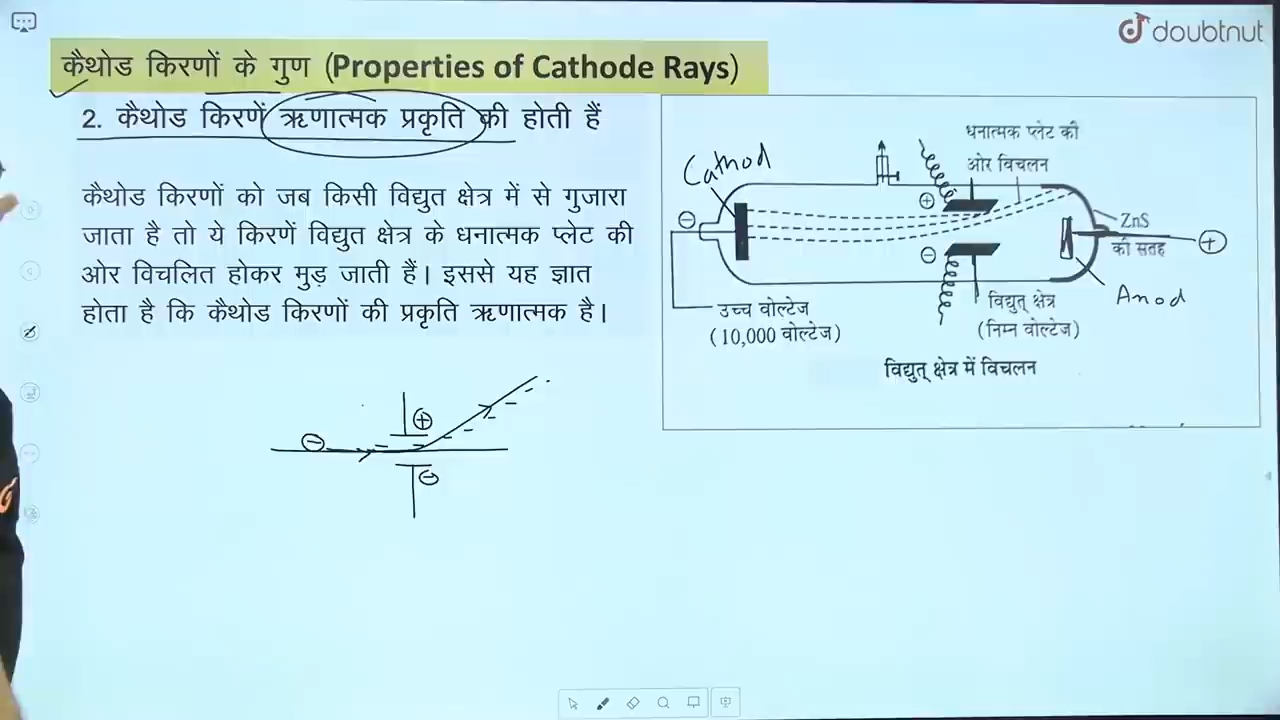 doubtnut
कैथोड किरणों के गुण (Properties of Cathode Rays)
2. कैथोड किरणें ऋणात्मक प्रकृति की होती हैं
कैथोड किरणों को जब किसी विद्युत क्षेत्र में से गुजारा
जाता है तो ये किरणें विद्युत क्षेत्र के धनात्मक प्लेट की
ओर विचलित होकर मुड़ जाती हैं। इससे यह ज्ञात
होता है कि कैथोड किरणों की प्रकृति ऋणात्मक है।
धनात्मक प्लेट की
ओर विचलन
Cathod
ZnS
की सतह
Anod
उच्च वोल्टेज
(10,000 वोल्टेज)
विद्युत् क्षेत्र
(निम्न वोल्टेज)
विद्युत् क्षेत्र में विचलन